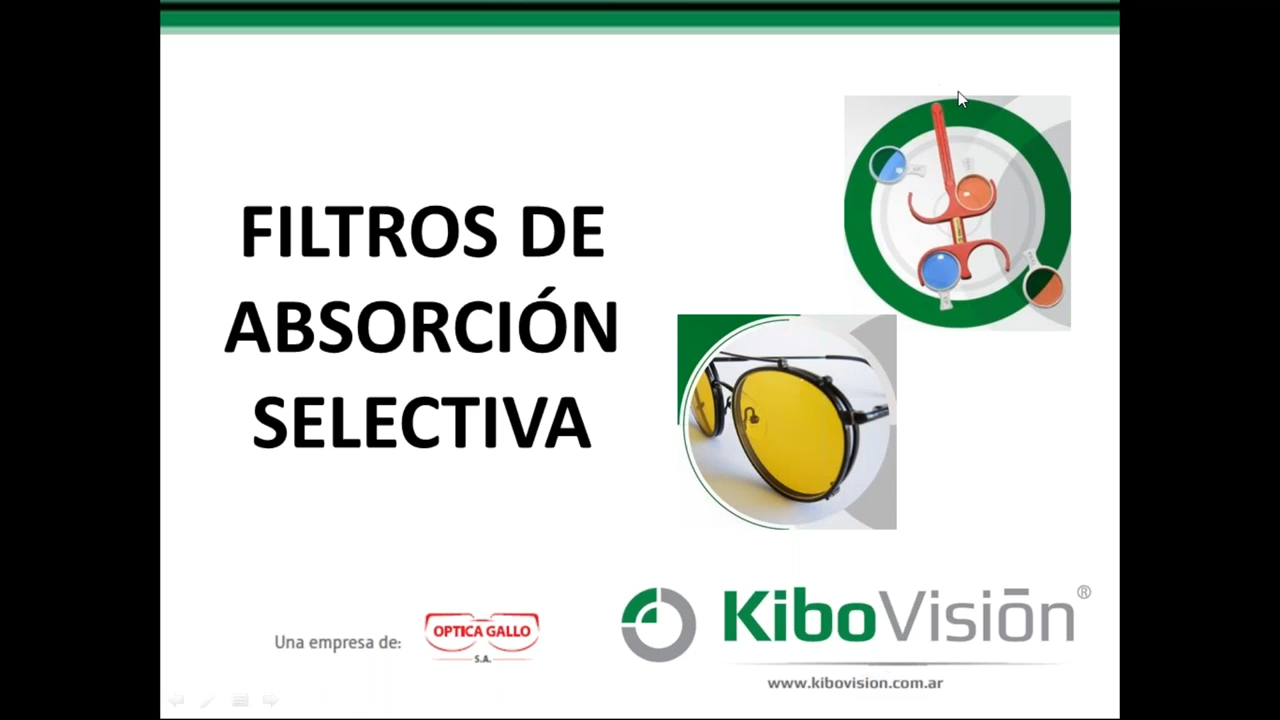 FILTROS DE
ABSORCIÓN
SELECTIVA
Una empresa de:
OPTICA GALLO
S.A.
KiboVisiōn®
www.kibovision.com.ar